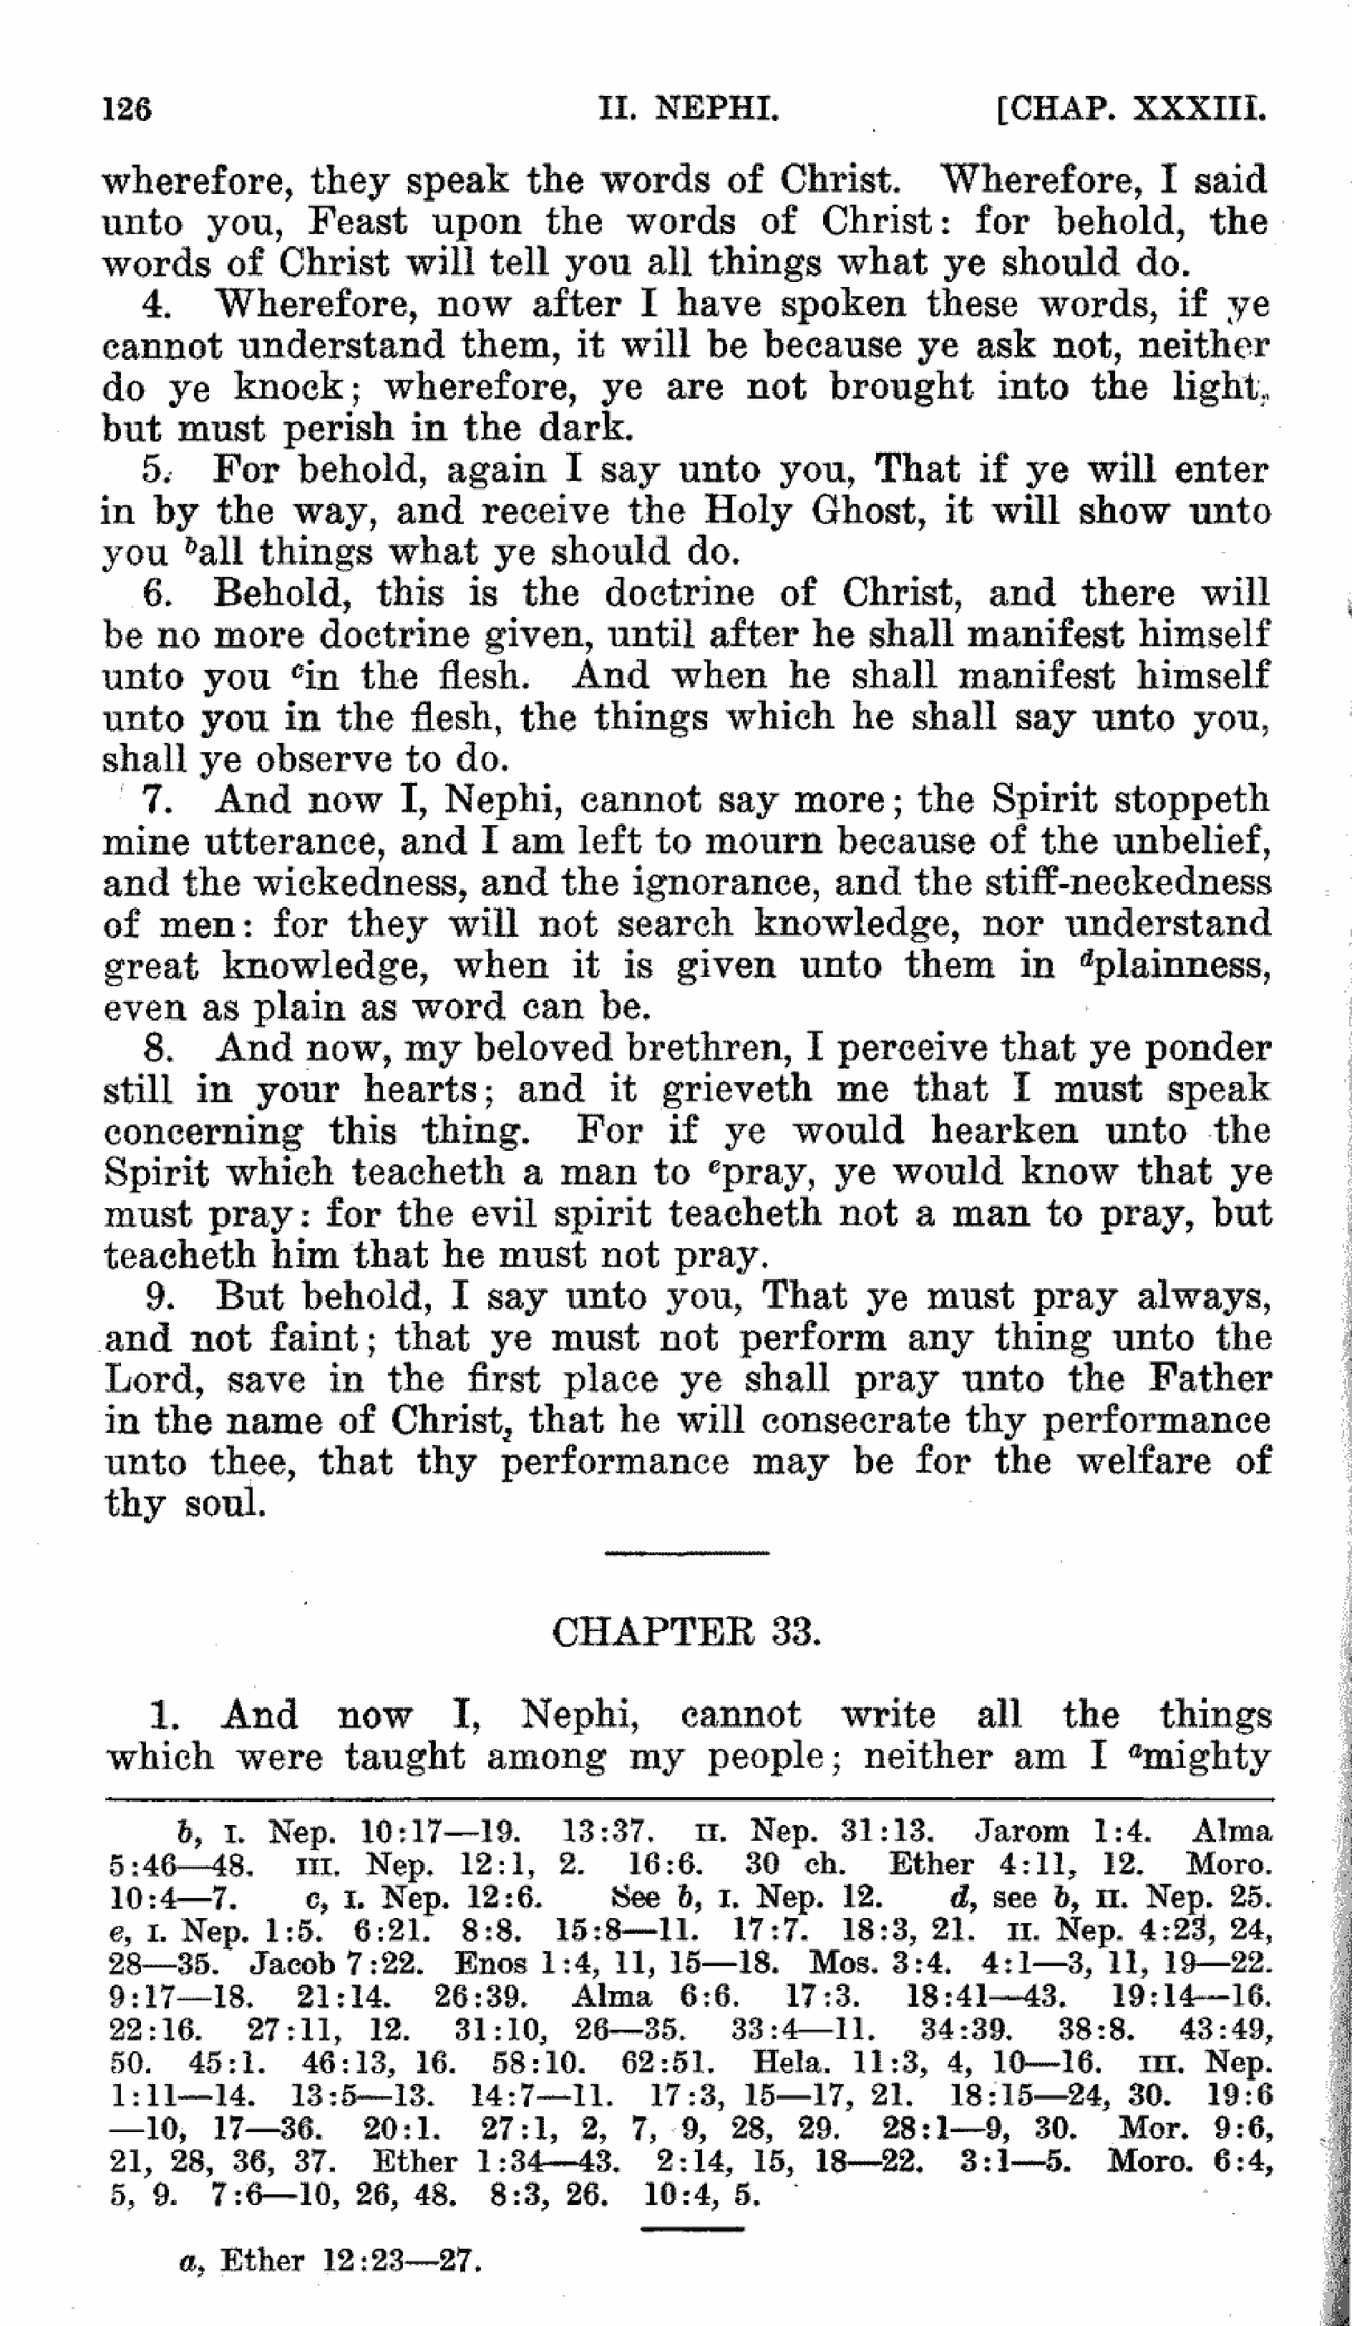 126 II. NEPHI. [CHAP. XXXIII.
wherefore, they speak the words of Christ. Wherefore, I said
unto you, Feast upon the words of Christ: for behold, the
words of Christ will tell you all things what ye should do.
4. Wherefore, now after I have spoken these words, if ye
cannot understand them, it will be because ye ask not, neither
do ye knock; wherefore, ye are not brought into the light,
but must perish in the dark.
5. For behold, again I say unto you, That if ye will enter
in by the way, and receive the Holy Ghost, it will show unto
you ball things what ye should do.
6. Behold, this is the doctrine of Christ, and there will
be no more doctrine given, until after he shall manifest himself
unto you cin the flesh. And when he shall manifest himself
unto you in the flesh, the things which he shall say unto you,
shall ye observe to do.
7. And now I, Nephi, cannot say more; the Spirit stoppeth
mine utterance, and I am left to mourn because of the unbelief,
and the wickedness, and the ignorance, and the stiff-neckedness
of men: for they will not search knowledge, nor understand
great knowledge, when it is given unto them in dplainness,
even as plain as word can be.
8. And now, my beloved brethren, I perceive that ye ponder
still in your hearts; and it grieveth me that I must speak
concerning this thing. For if ye would hearken unto the
Spirit which teacheth a man to epray, ye would know that ye
must pray: for the evil spirit teacheth not a man to pray, but
teacheth him that he must not pray.
9. But behold, I say unto you, That ye must pray always,
and not faint; that ye must not perform any thing unto the
Lord, save in the first place ye shall pray unto the Father
in the name of Christ, that he will consecrate thy performance
unto thee, that thy performance may be for the welfare of
thy soul.
CHAPTER 33.
1. And now I, Nephi, cannot write all the things
which were taught among my people; neither am I amighty
b, I. Nep. 10:17—19. 13:37. II. Nep. 31:13. Jarom 1:4. Alma
5:46—48. III. Nep. 12:1, 2. 16:6. 30 ch. Ether 4:11, 12. Moro.
10:4—7. c, I. Nep. 12:6. See b, I. Nep. 12. d, see b, II. Nep. 25.
e, I. Nep. 1:5. 6:21. 8:8. 15:8—11. 17:7. 18:3, 21. II. Nep. 4:23, 24,
28—35. Jacob 7:22. Enos 1:4, 11, 15—18. Mos. 3:4. 4:1—3, 11, 19—22.
9:17—18. 21:14. 26:39. Alma 6:6. 17:3. 18:41—43. 19:14—16.
22:16. 27:11, 12. 31:10, 26—35. 33:4—11. 34:39. 38:8. 43:49,
50. 45:1. 46:13, 16. 58:10. 62:51. Hela. 11:3, 4, 10—16. III. Nep.
1:11—14. 13:5—13. 14:7—11. 17:3, 15—17, 21. 18:15—24, 30. 19:6
—10, 17—36. 20:1. 27:1, 2, 7, 9, 28, 29. 28:1—9, 30. Mor. 9:6,
21, 28, 36, 37. Ether 1:34—43. 2:14, 15, 18—22. 3:1—5. Moro. 6:4,
5, 9. 7:6—10, 26, 48. 8:3, 26. 10:4, 5.
a, Ether 12:23—27.